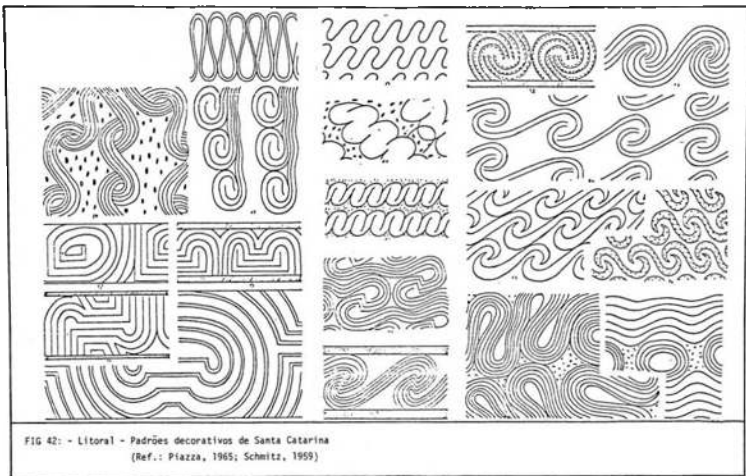 FIG 42: - Litoral - Padrões decorativos de Santa Catarina
(Ref.: Piazza, 1965; Schmitz, 1959)